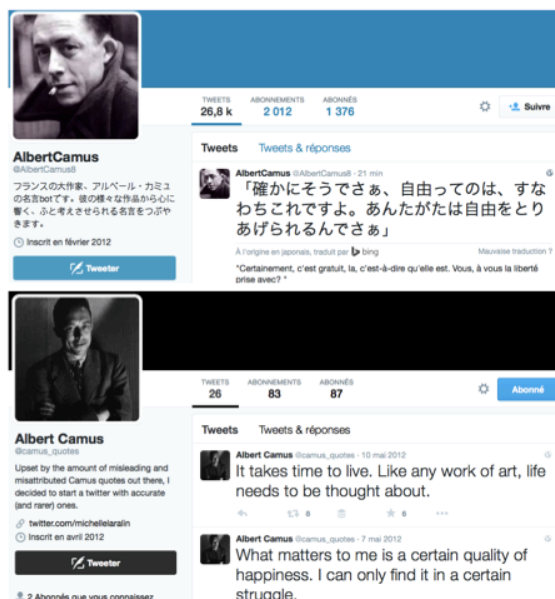 TWEETS ABONNEMENTS ABONNÉS
26,8 k 2 012 1 376
Suivre
AlbertCamus
@AlbertCamus8
フランスの大作家、アルベール・カミュ
の名言botです。彼の様々な作品から心に
響く、ふと考えさせられる名言をつぶや
きます。
Inscrit en février 2012
Tweeter
Tweets Tweets & réponses
AlbertCamus @AlbertCamus8 · 21 min
「確かにそうでさぁ、自由ってのは、すな
わちこれですよ。あんたがたは自由をとり
あげられるんでさぁ」
À l'origine en japonais, traduit par bing Mauvaise traduction ?
"Certainement, c'est gratuit, la, c'est-à-dire qu'elle est. Vous, à vous la liberté
prise avec? "
TWEETS ABONNEMENTS ABONNÉS
26 83 87
Abonné
Albert Camus
@camus_quotes
Upset by the amount of misleading and
misattributed Camus quotes out there, I
decided to start a twitter with accurate
(and rarer) ones.
twitter.com/michellelaralin
Inscrit en avril 2012
Tweeter
2 Abonnés que vous connaissez
Tweets Tweets & réponses
Albert Camus @camus_quotes · 10 mai 2012
It takes time to live. Like any work of art, life
needs to be thought about.
8 6
Albert Camus @camus_quotes · 7 mai 2012
What matters to me is a certain quality of
happiness. I can only find it in a certain
struggle.